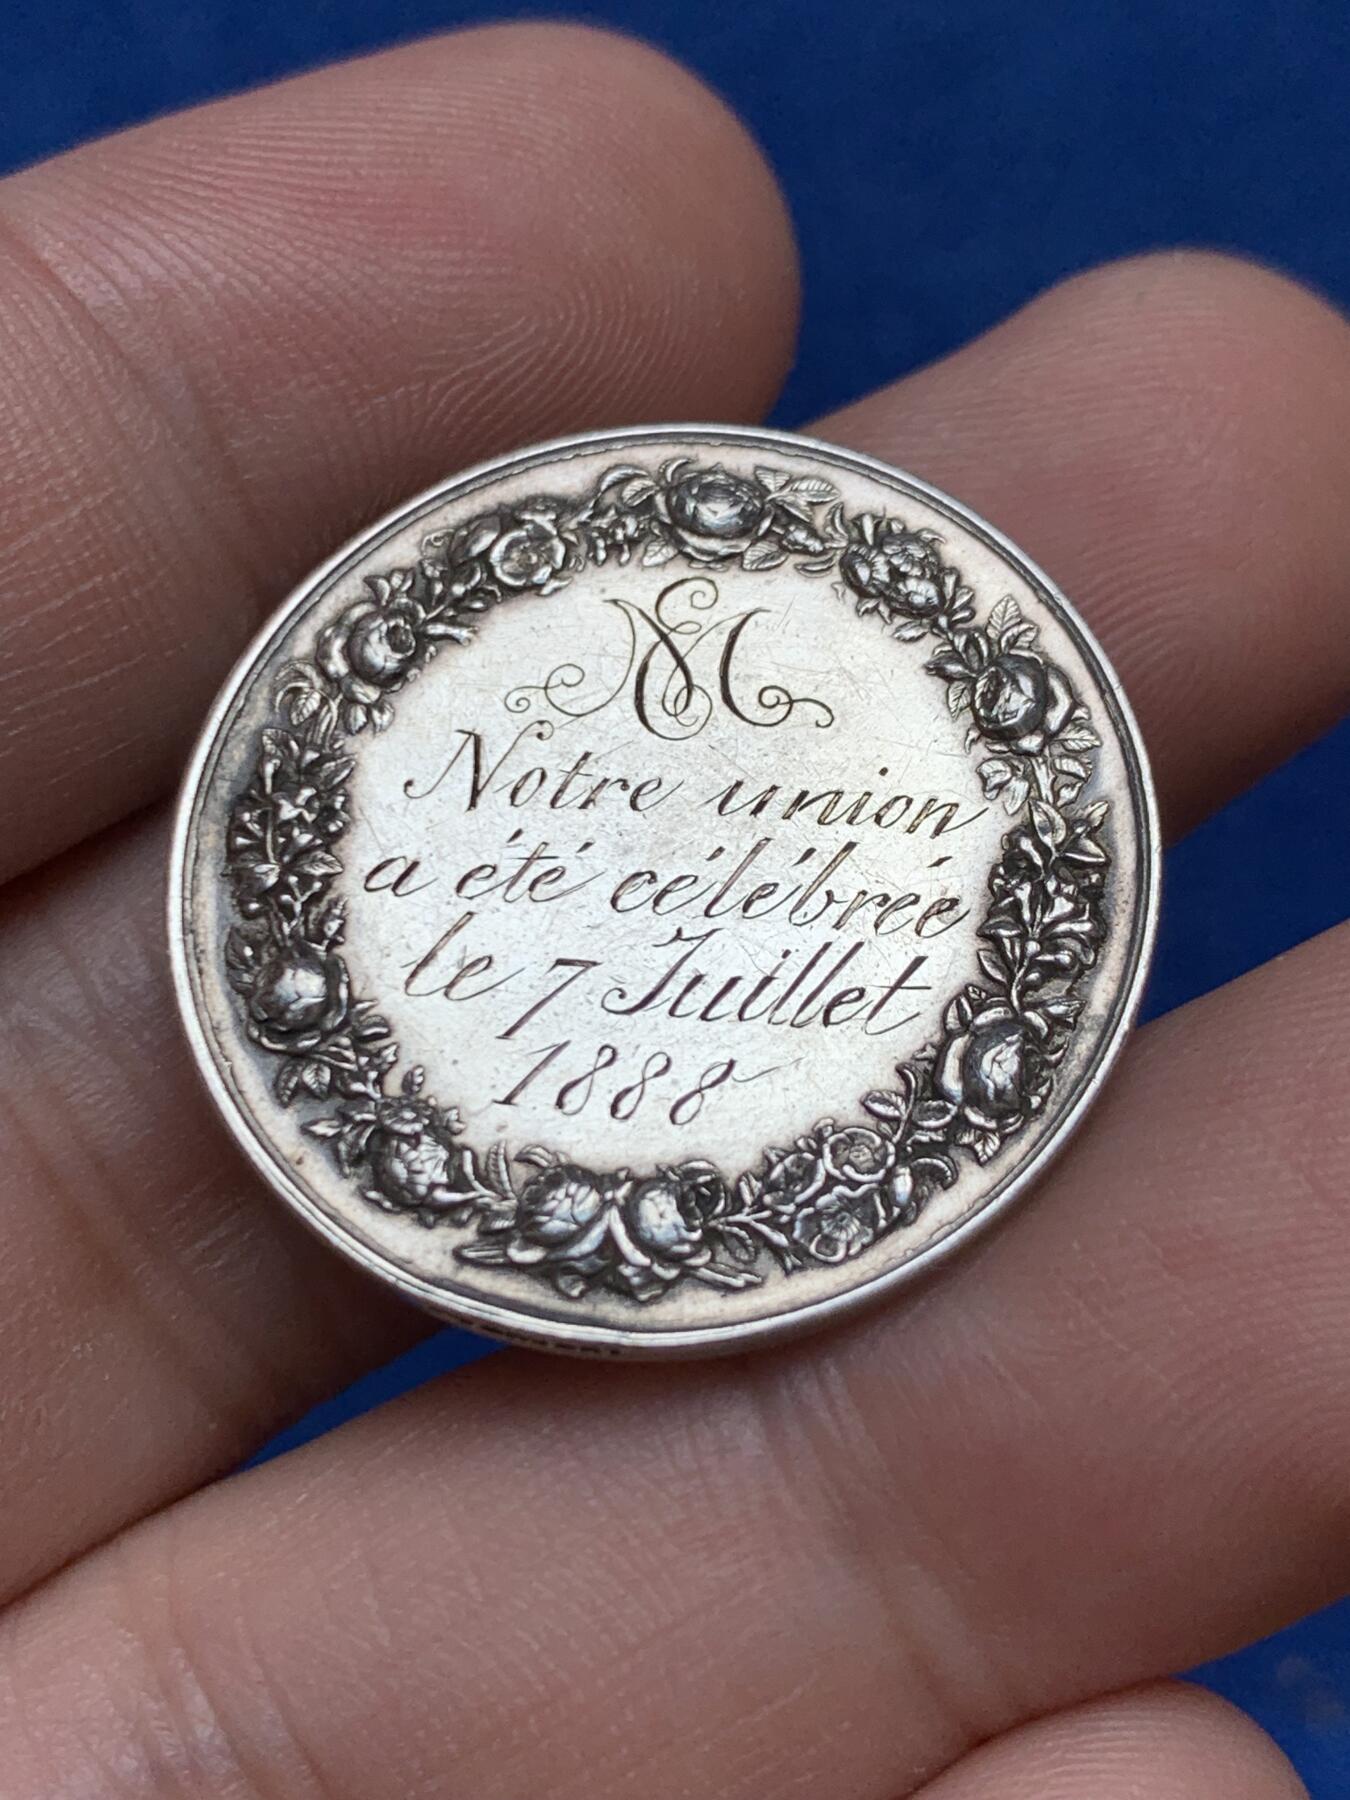 EM
Notre union
a été célébrée
le 7 Juillet
1888